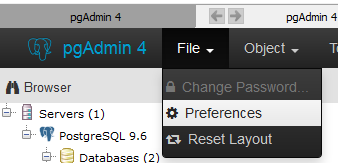 pgAdmin 4
pgAdmin 4
pgAdmin 4
File
Object
Browser
Change Password...
Servers (1)
Preferences
PostgreSQL 9.6
Reset Layout
Databases (2)